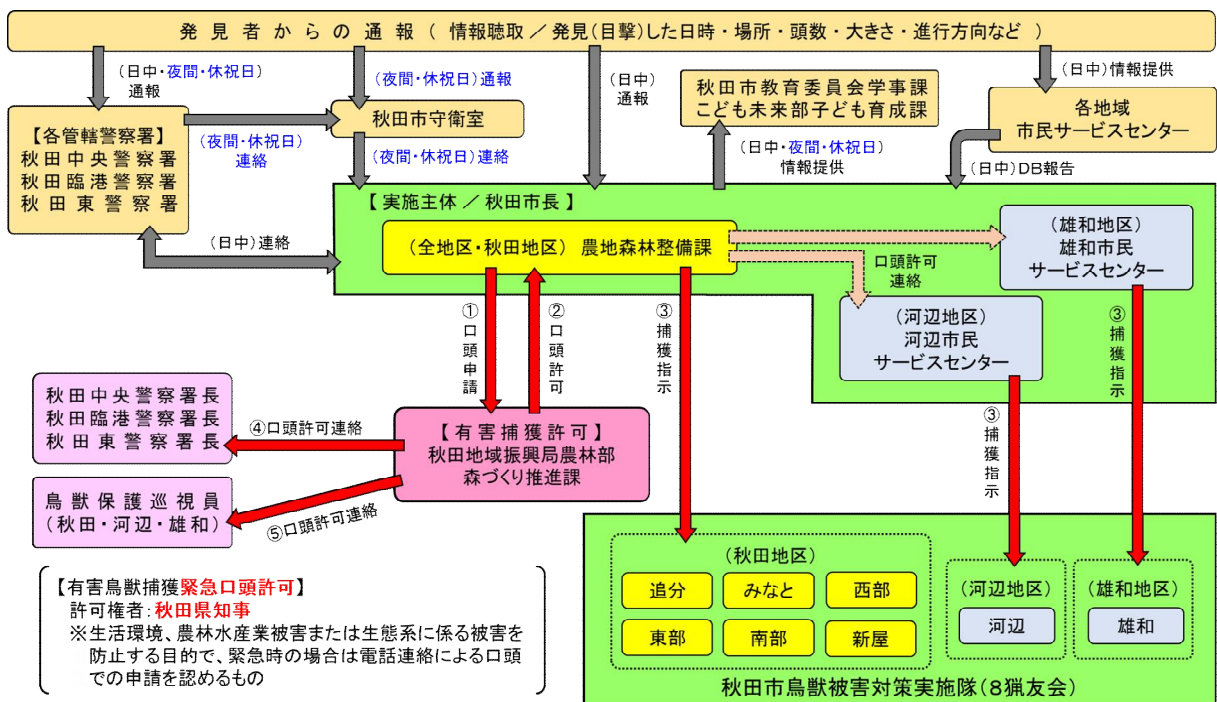 発見者からの通報(情報聴取／発見(目撃)した日時・場所・頭数・大きさ・進行方向など)
(日中・夜間・休祝日)
通報
(夜間・休祝日)通報
(日中)
通報
(日中)情報提供
【各管轄警察署】
秋田中央警察署
秋田臨港警察署
秋田東警察署
(夜間・休祝日)
連絡
秋田市守衛室
(夜間・休祝日)連絡
秋田市教育委員会学事課
こども未来部子ども育成課
(日中・夜間・休祝日)
情報提供
各地域
市民サービスセンター
(日中)DB報告
(日中)連絡
【実施主体／秋田市長】
(全地区・秋田地区) 農地森林整備課
口頭許可
連絡
(雄和地区)
雄和市民
サービスセンター
(河辺地区)
河辺市民
サービスセンター
①口頭申請
②口頭許可
③捕獲指示
③捕獲指示
③捕獲指示
秋田中央警察署長
秋田臨港警察署長
秋田東警察署長
④口頭許可連絡
【有害捕獲許可】
秋田地域振興局農林部
森づくり推進課
鳥獣保護巡視員
(秋田・河辺・雄和)
⑤口頭許可連絡
【有害鳥獣捕獲緊急口頭許可】
許可権者：秋田県知事
※生活環境、農林水産業被害または生態系に係る被害を
防止する目的で、緊急時の場合は電話連絡による口頭
での申請を認めるもの
(秋田地区)
追分
みなと
西部
東部
南部
新屋
(河辺地区)
河辺
(雄和地区)
雄和
秋田市鳥獣被害対策実施隊(8猟友会)